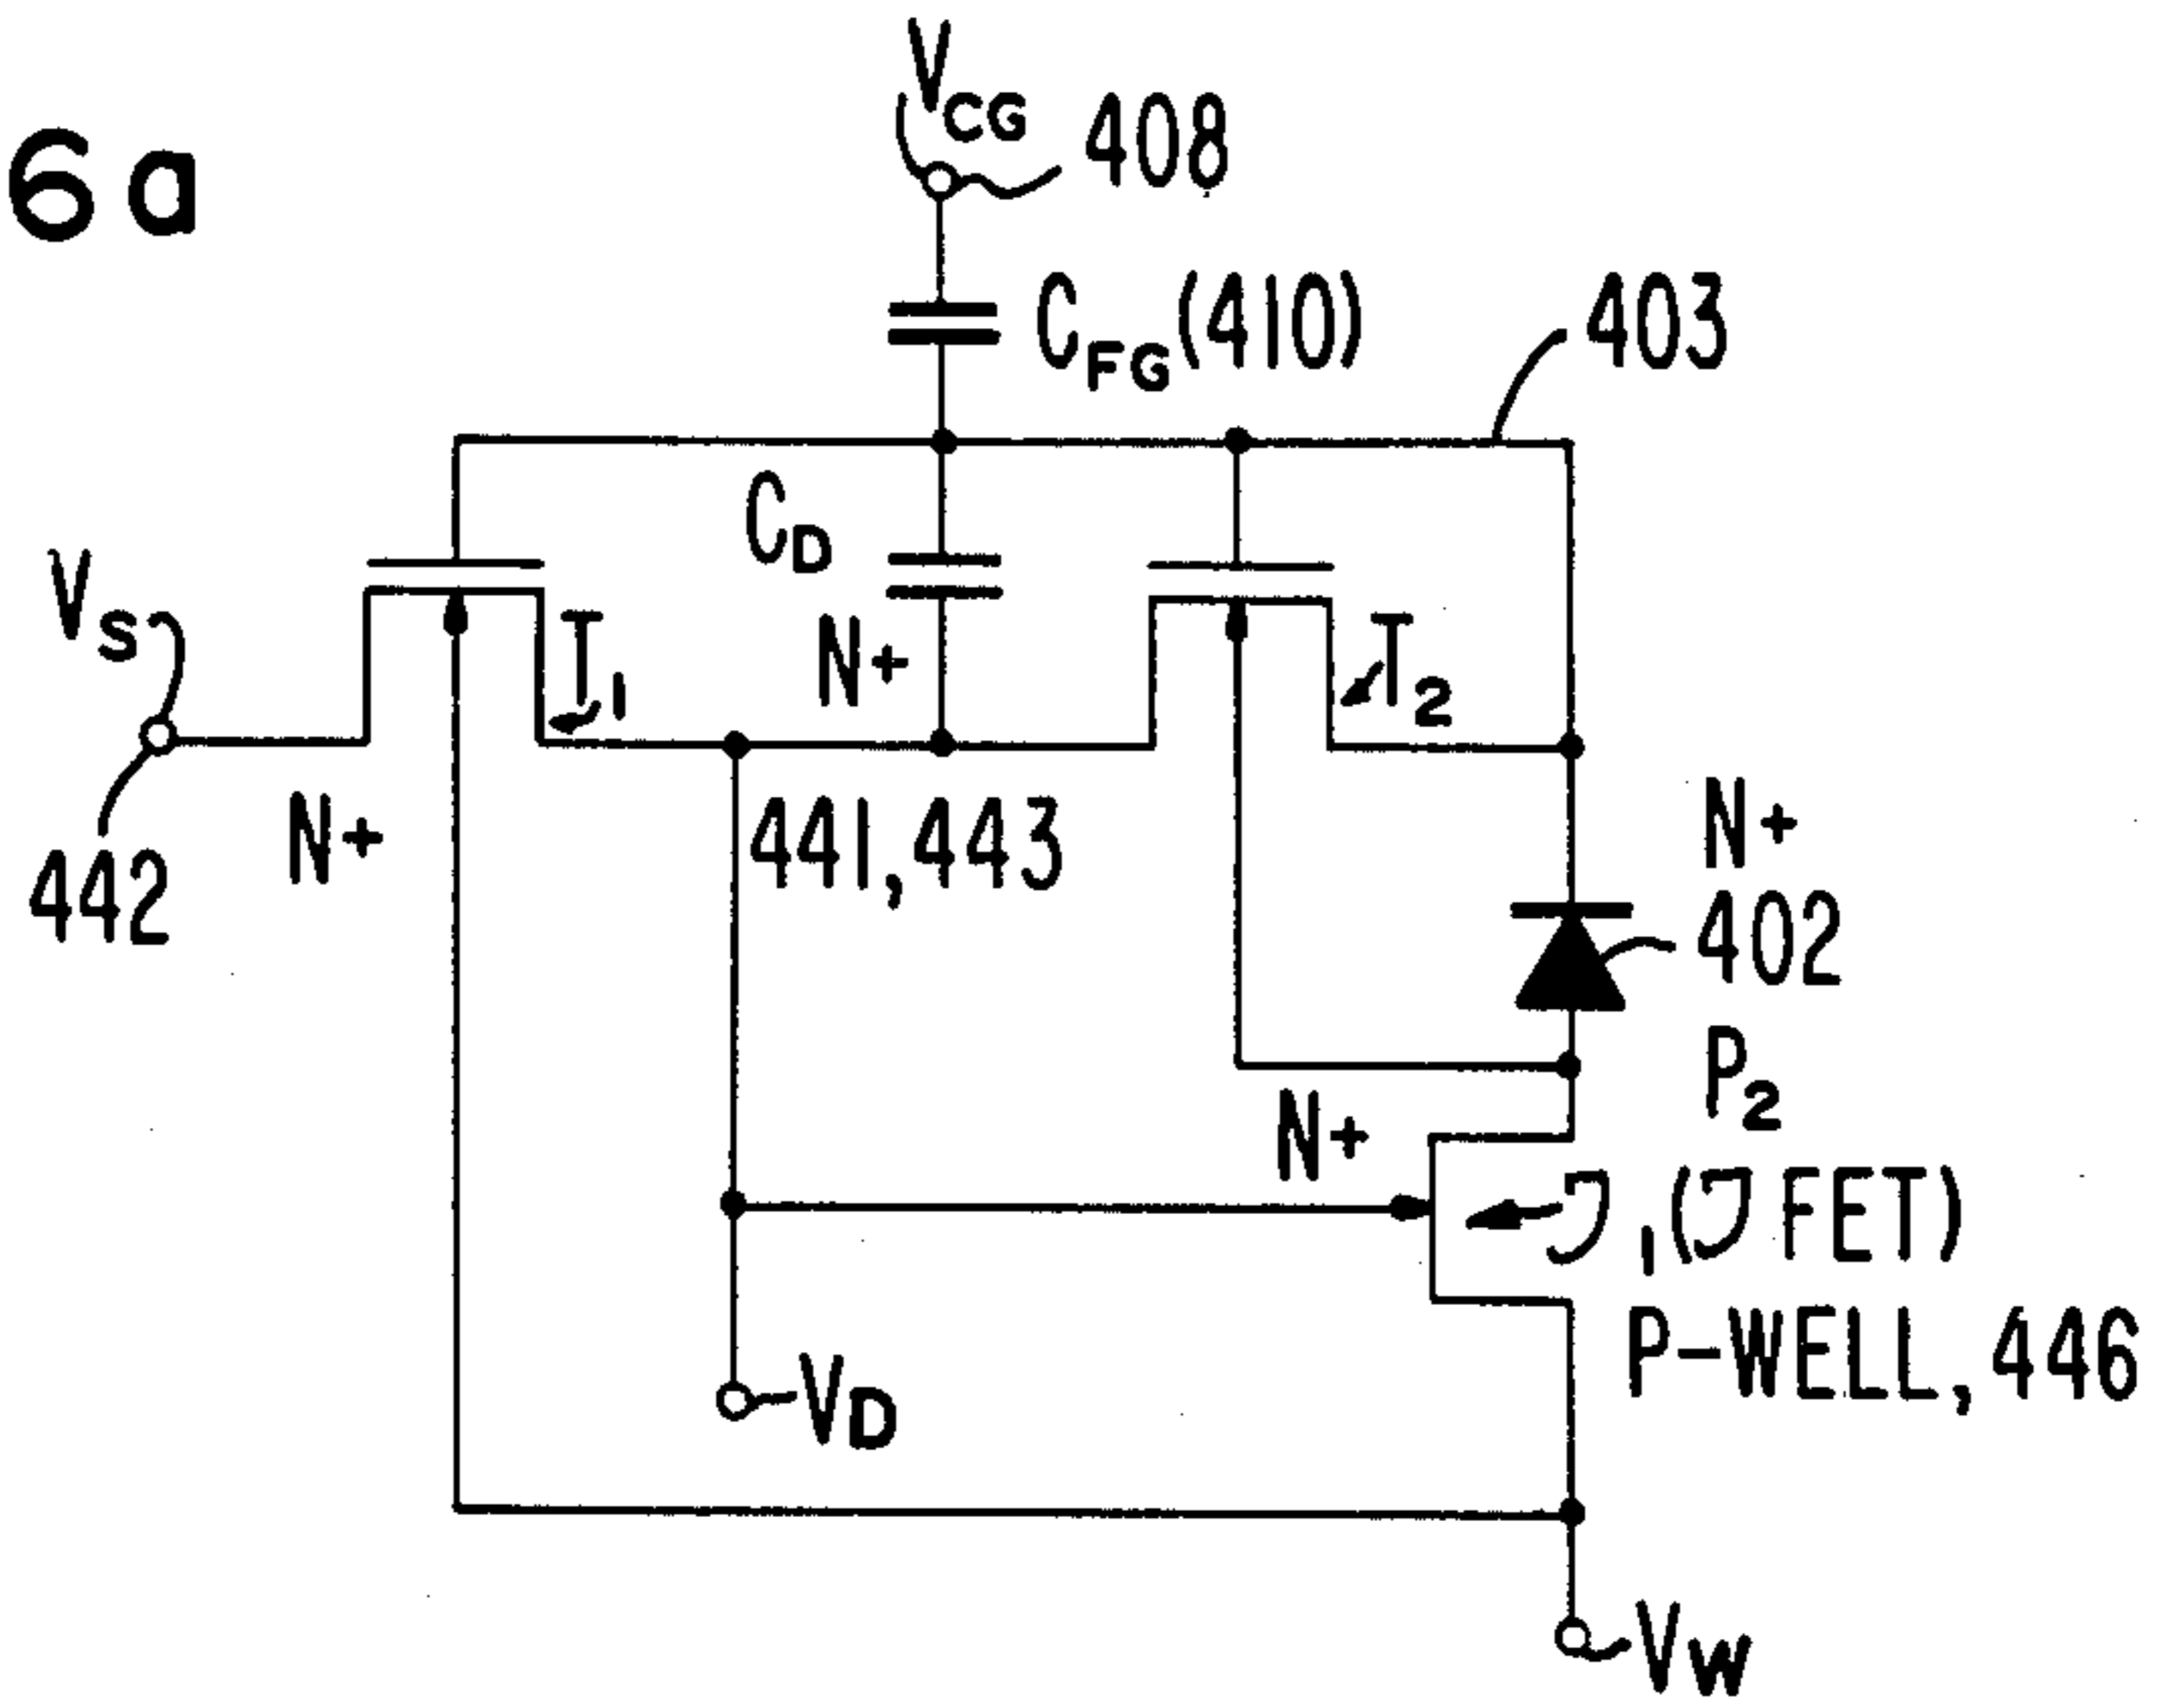 6a
VCG
408
CFG(410)
403
CD
VS
N+
T1
T2
N+
441,443
N+
442
402
P2
N+
J1(JFET)
P-WELL,446
VD
VW